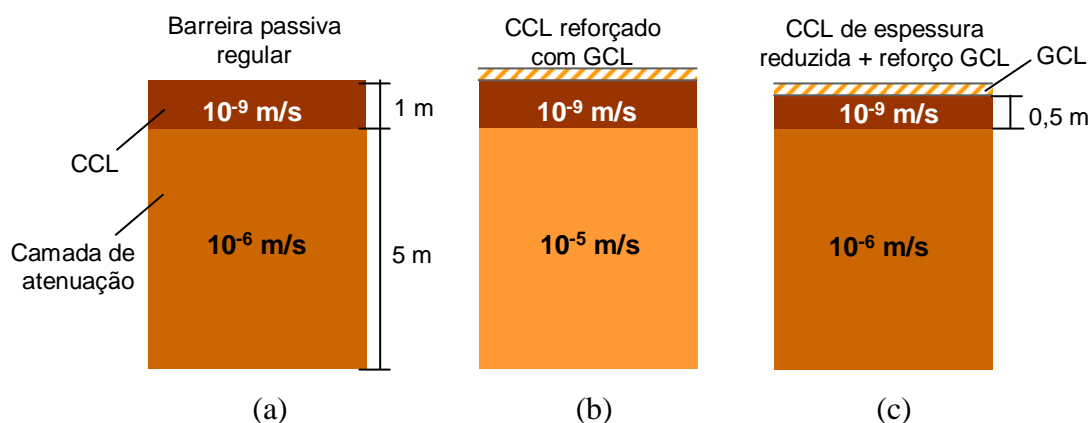 Barreira passiva
regular
10⁻⁹ m/s
1 m
CCL
Camada de
atenuação
10⁻⁶ m/s
5 m
(a)
CCL reforçado
com GCL
10⁻⁹ m/s
10⁻⁵ m/s
(b)
CCL de espessura
reduzida + reforço GCL
GCL
10⁻⁹ m/s
0,5 m
10⁻⁶ m/s
(c)